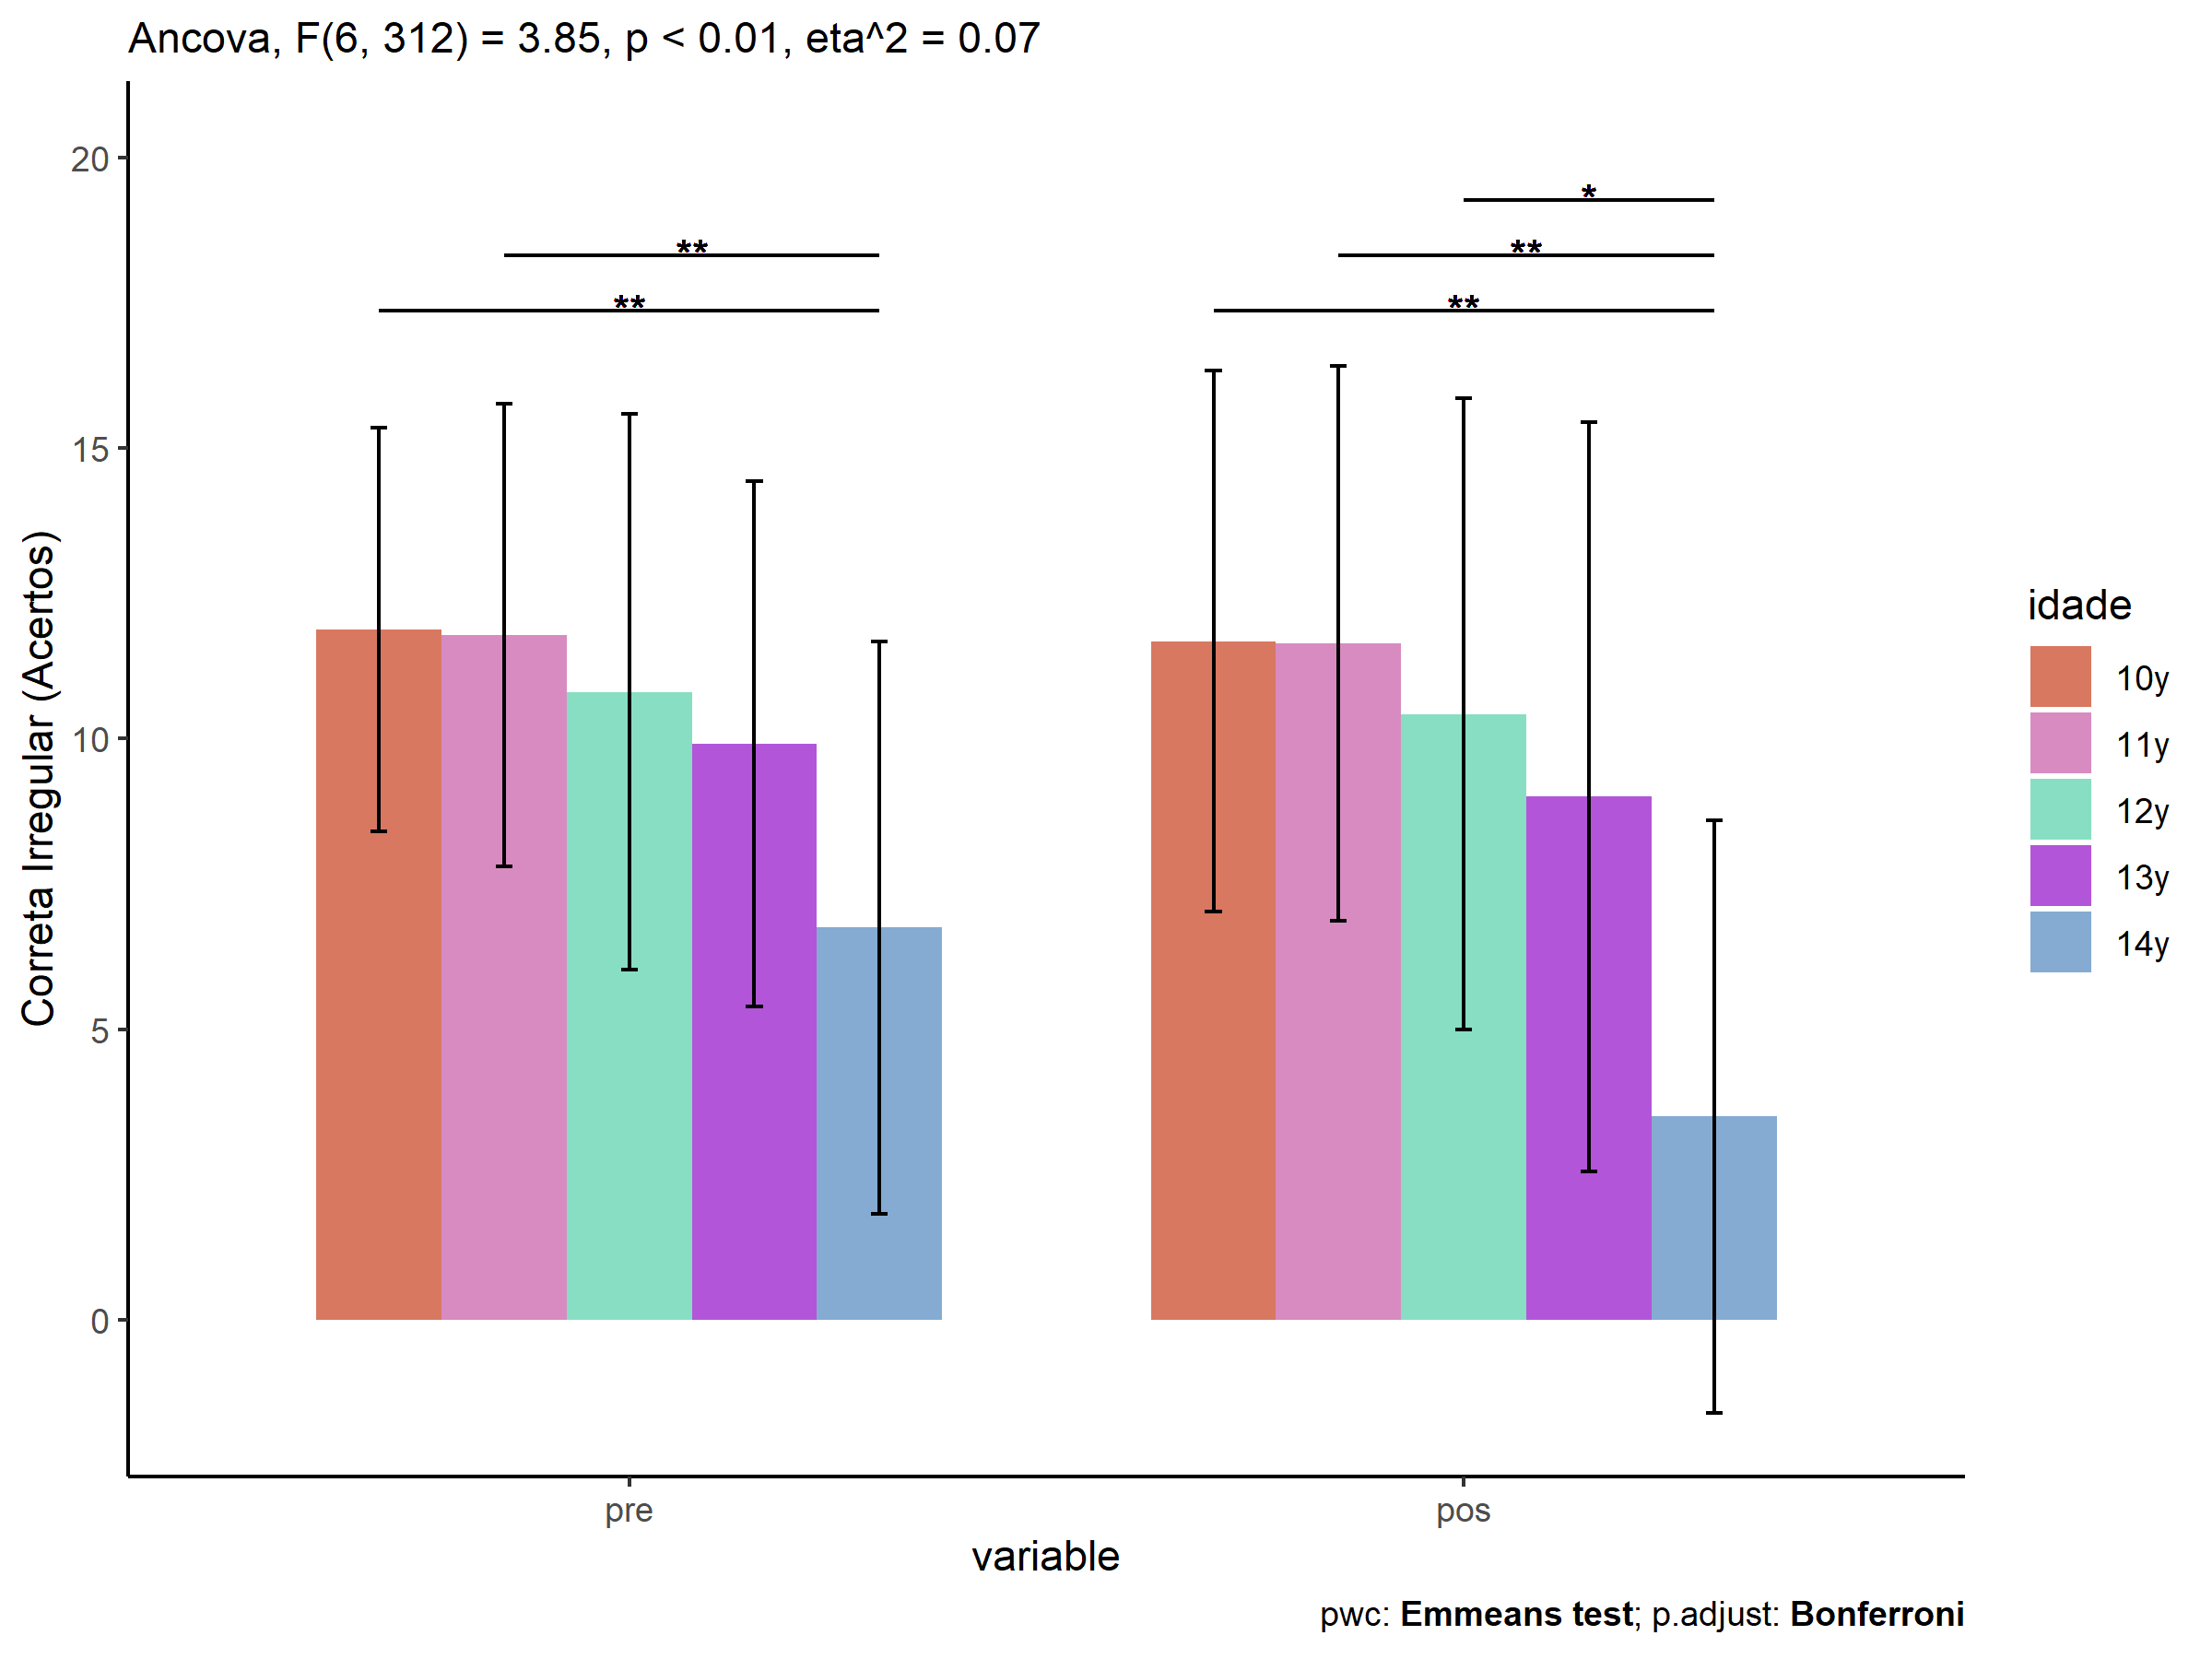 Ancova, F(6, 312) = 3.85, p < 0.01, eta^2 = 0.07
Correta Irregular (Acertos)
20
15
10
5
0
*
**
**
**
**
pre
pos
variable
idade
10y
11y
12y
13y
14y
pwc: Emmeans test; p.adjust: Bonferroni